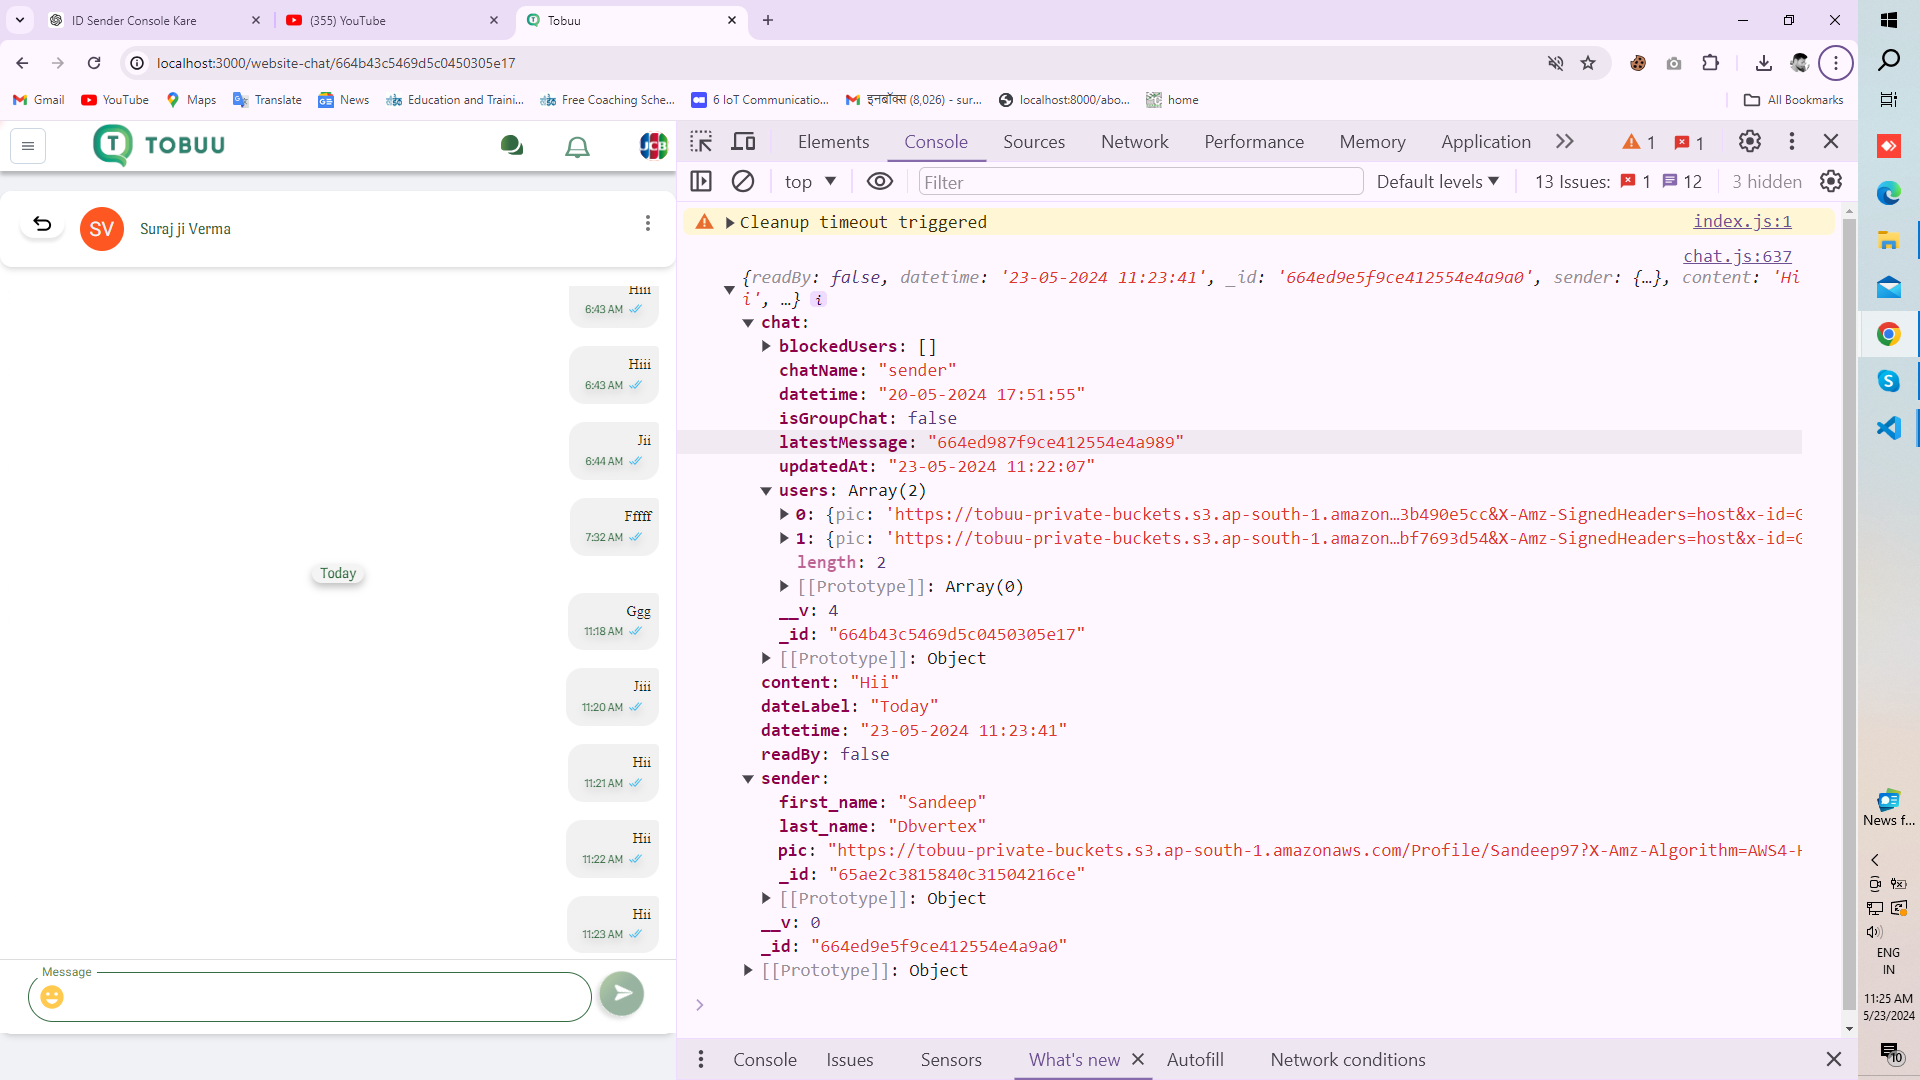 ID Sender Console Kare
(355) YouTube
Tobuu
localhost:3000/website-chat/664b43c5469d5c0450305e17
Gmail
YouTube
Maps
Translate
News
Education and Traini...
Free Coaching Sche...
6 IoT Communicatio...
इनबॉक्स (8,026) - sur...
localhost:8000/abo...
home
All Bookmarks
TOBUU
JCB
SV
Suraj ji Verma
Hiii
6:43 AM
Hiii
6:43 AM
Jii
6:44 AM
Fffff
7:32 AM
Today
Ggg
11:18 AM
Jiii
11:20 AM
Hii
11:21 AM
Hii
11:22 AM
Hii
11:23 AM
Message
Elements
Console
Sources
Network
Performance
Memory
Application
1
1
top
Filter
Default levels
13 Issues: 1 12
3 hidden
Cleanup timeout triggered
index.js:1
chat.js:637
{readBy: false, datetime: '23-05-2024 11:23:41', _id: '664ed9e5f9ce412554e4a9a0', sender: {…}, content: 'Hi
i', …} i
chat:
blockedUsers: []
chatName: "sender"
datetime: "20-05-2024 17:51:55"
isGroupChat: false
latestMessage: "664ed987f9ce412554e4a989"
updatedAt: "23-05-2024 11:22:07"
users: Array(2)
0: {pic: 'https://tobuu-private-buckets.s3.ap-south-1.amazon…3b490e5cc&X-Amz-SignedHeaders=host&x-id=G
1: {pic: 'https://tobuu-private-buckets.s3.ap-south-1.amazon…bf7693d54&X-Amz-SignedHeaders=host&x-id=G
length: 2
[[Prototype]]: Array(0)
__v: 4
_id: "664b43c5469d5c0450305e17"
[[Prototype]]: Object
content: "Hii"
dateLabel: "Today"
datetime: "23-05-2024 11:23:41"
readBy: false
sender:
first_name: "Sandeep"
last_name: "Dbvertex"
pic: "https://tobuu-private-buckets.s3.ap-south-1.amazonaws.com/Profile/Sandeep97?X-Amz-Algorithm=AWS4-H
_id: "65ae2c3815840c31504216ce"
[[Prototype]]: Object
__v: 0
_id: "664ed9e5f9ce412554e4a9a0"
[[Prototype]]: Object
Console
Issues
Sensors
What's new
Autofill
Network conditions
News f...
ENG
IN
11:25 AM
5/23/2024
10